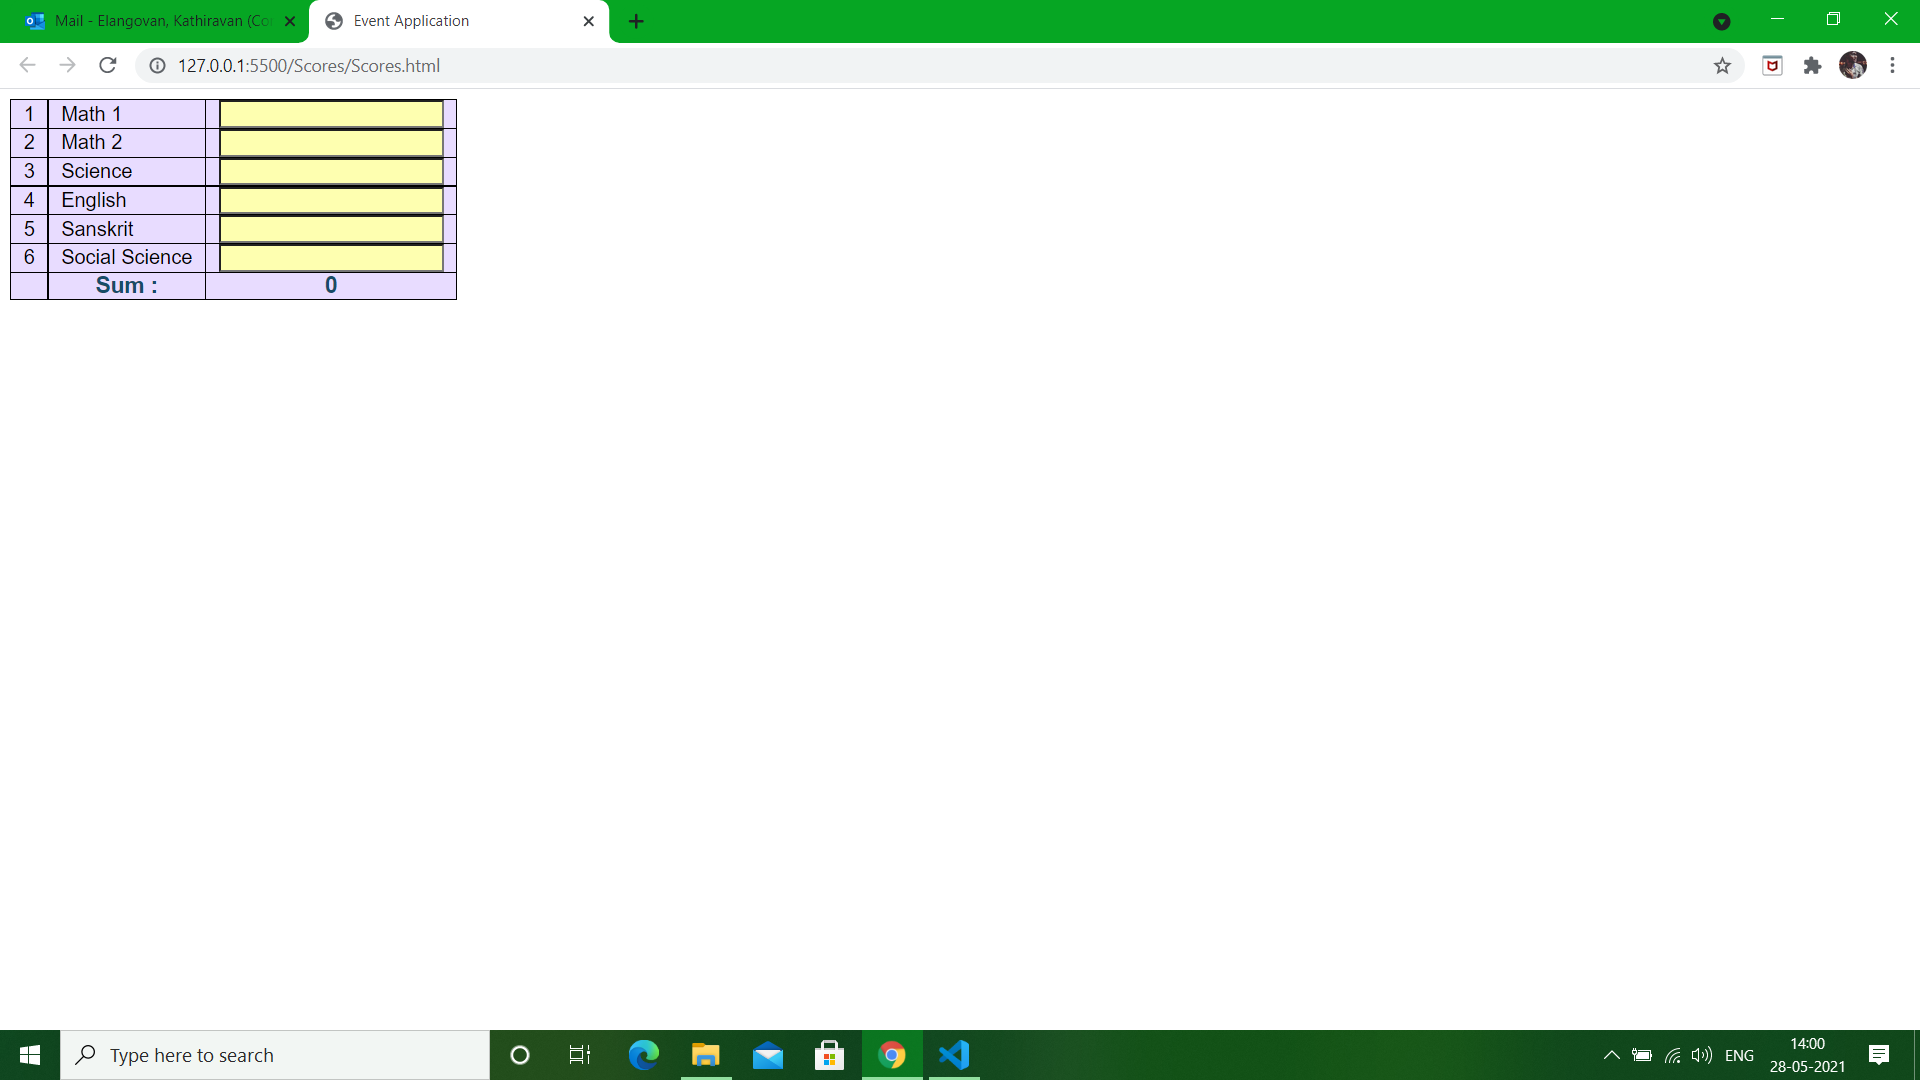 Mail - Elangovan, Kathiravan (Co
Event Application
127.0.0.1:5500/Scores/Scores.html
1 Math 1
2 Math 2
3 Science
4 English
5 Sanskrit
6 Social Science
Sum : 0
Type here to search
ENG
14:00
28-05-2021